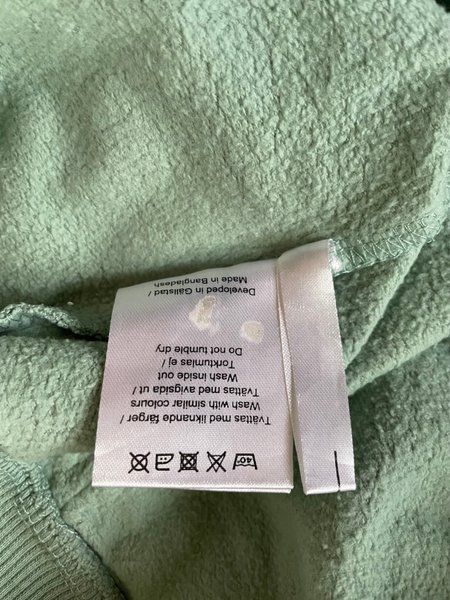 40°
Tvättas med liknande färger /
Wash with similar colours
Tvättas med avigsida ut /
Wash inside out
Torktumlas ej /
Do not tumble dry
Developed in Gällstad /
Made in Bangladesh